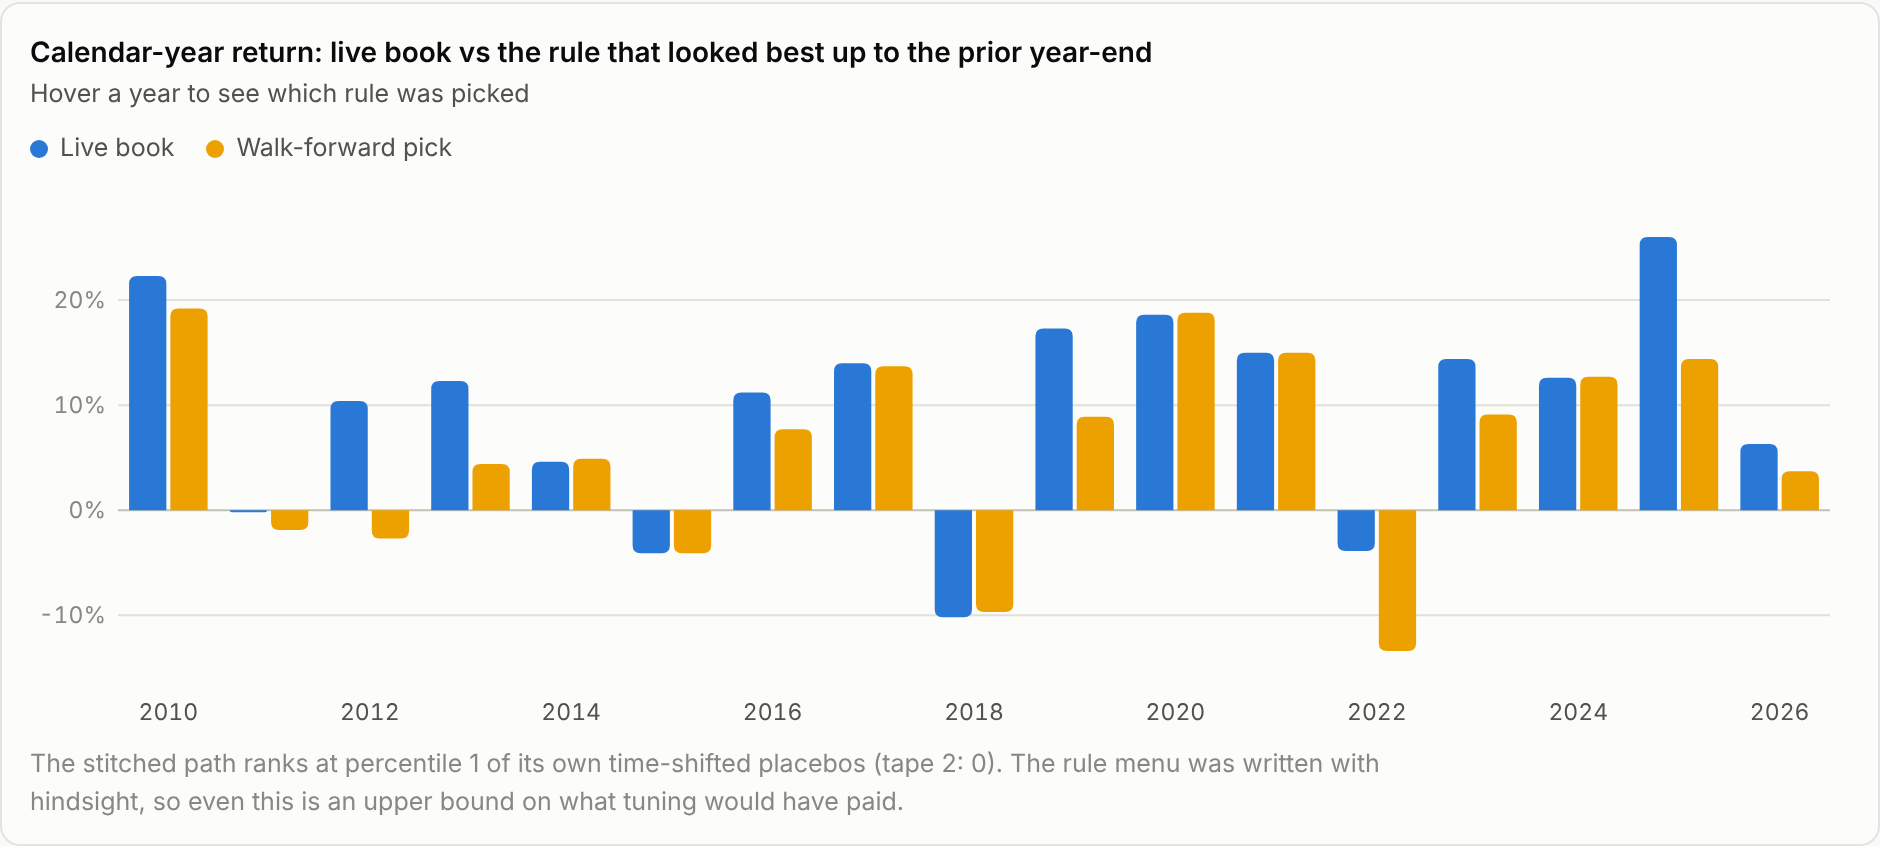 Calendar-year return: live book vs the rule that looked best up to the prior year-end
Hover a year to see which rule was picked
Live book
Walk-forward pick
20%
10%
0%
-10%
2010
2012
2014
2016
2018
2020
2022
2024
2026
The stitched path ranks at percentile 1 of its own time-shifted placebos (tape 2: 0). The rule menu was written with
hindsight, so even this is an upper bound on what tuning would have paid.